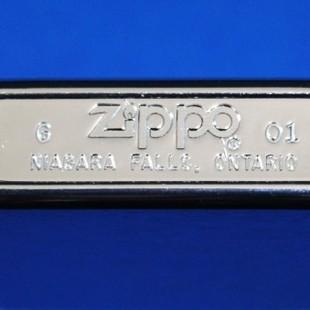 G zippo ® 01
NIAGARA FALLS, ONTARIO